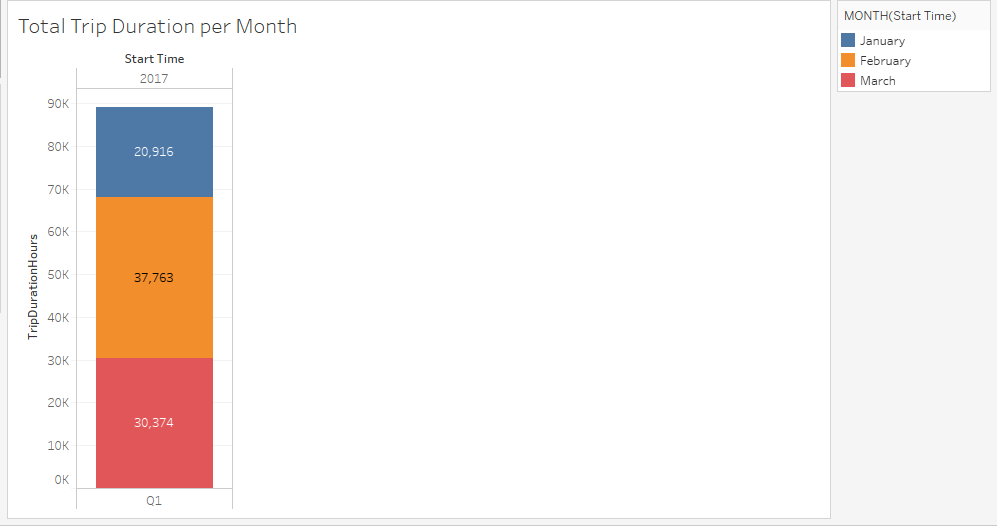 Total Trip Duration per Month
Start Time
2017
90K
80K
70K
60K
50K
40K
30K
20K
10K
0K
TripDurationHours
20,916
37,763
30,374
Q1
MONTH(Start Time)
January
February
March